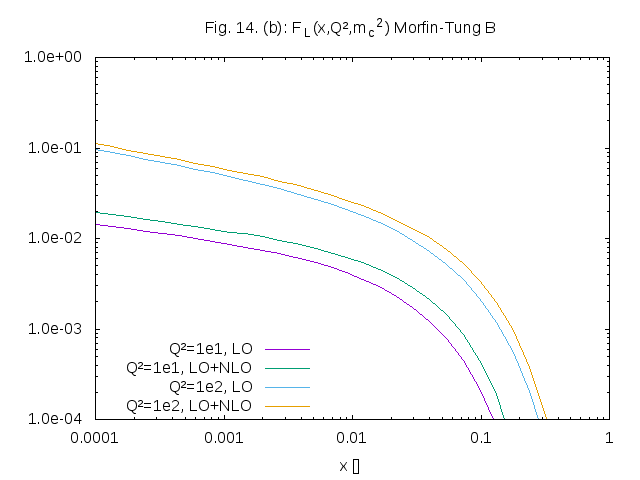 Fig. 14. (b): F_L(x,Q²,m_c²) Morfin-Tung B
1.0e+00
1.0e-01
1.0e-02
1.0e-03
1.0e-04
Q²=1e1, LO
Q²=1e1, LO+NLO
Q²=1e2, LO
Q²=1e2, LO+NLO
0.0001 0.001 0.01 0.1 1
x []